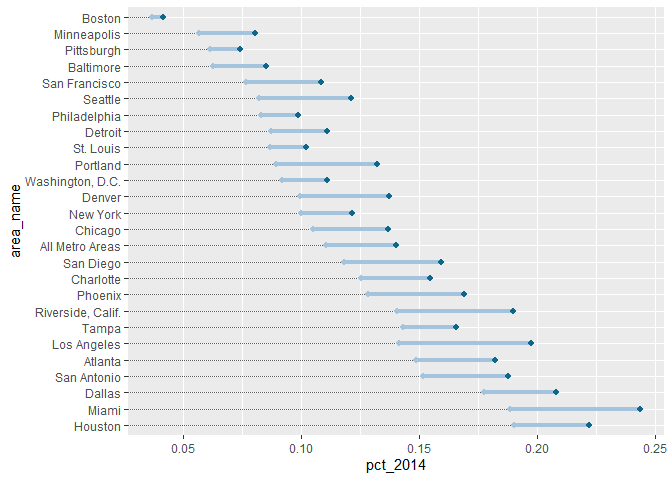 Boston
Minneapolis
Pittsburgh
Baltimore
San Francisco
Seattle
Philadelphia
Detroit
St. Louis
Portland
Washington, D.C.
Denver
New York
Chicago
All Metro Areas
San Diego
Charlotte
Phoenix
Riverside, Calif.
Tampa
Los Angeles
Atlanta
San Antonio
Dallas
Miami
Houston
area_name
0.05 0.10 0.15 0.20 0.25
pct_2014